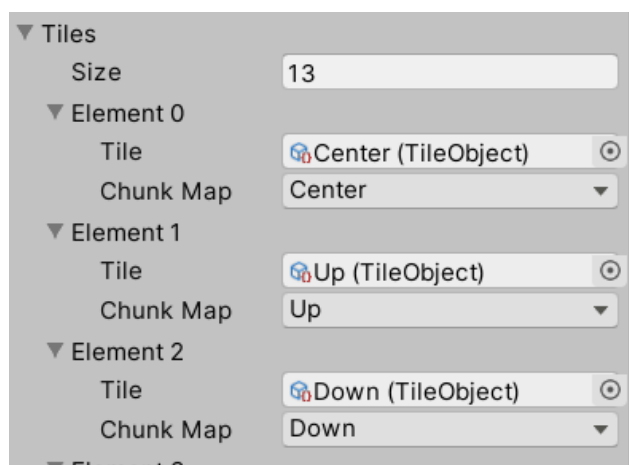 Tiles
Size 13
Element 0
Tile Center (TileObject)
Chunk Map Center
Element 1
Tile Up (TileObject)
Chunk Map Up
Element 2
Tile Down (TileObject)
Chunk Map Down